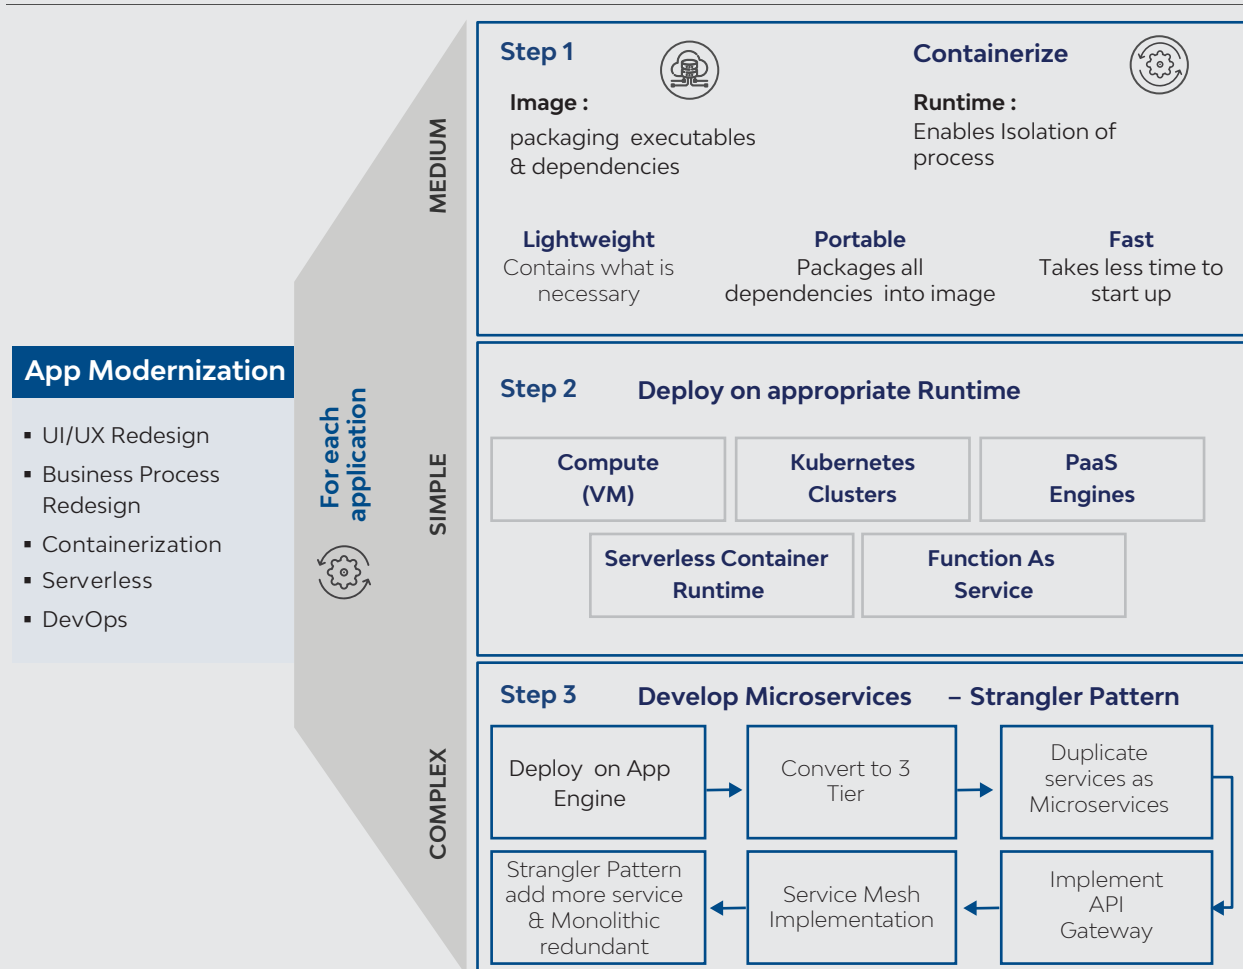 App Modernization
▪ UI/UX Redesign
▪ Business Process
Redesign
▪ Containerization
▪ Serverless
▪ DevOps
For each
application
MEDIUM
SIMPLE
COMPLEX
Step 1
Containerize
Image :
packaging executables
& dependencies
Runtime :
Enables Isolation of
process
Lightweight
Contains what is
necessary
Portable
Packages all
dependencies into image
Fast
Takes less time to
start up
Step 2
Deploy on appropriate Runtime
Compute
(VM)
Kubernetes
Clusters
PaaS
Engines
Serverless Container
Runtime
Function As
Service
Step 3
Develop Microservices – Strangler Pattern
Deploy on App
Engine
Convert to 3
Tier
Duplicate
services as
Microservices
Implement
API
Gateway
Service Mesh
Implementation
Strangler Pattern
add more service
& Monolithic
redundant